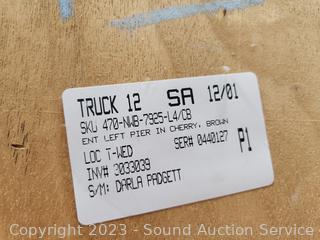 TRUCK 12 SA 12/01
SKU 470-NWB-7925-L4/CB
ENT LEFT PIER IN CHERRY, BROWN
LOC T-WED SER# 0440127
INV# 3033039 P1
S/M: DARLA PADGETT
Copyright 2023 - Sound Auction Service